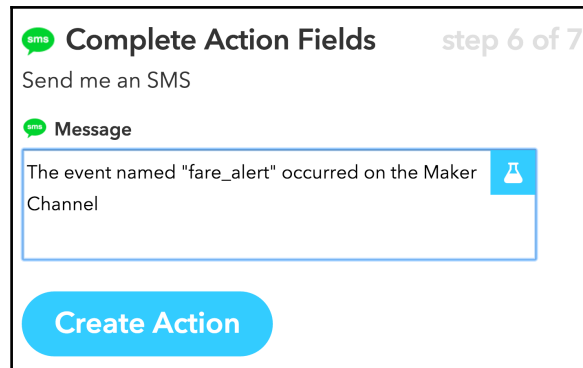 sms Complete Action Fields step 6 of 7
Send me an SMS
sms Message
The event named "fare_alert" occurred on the Maker
Channel
Create Action